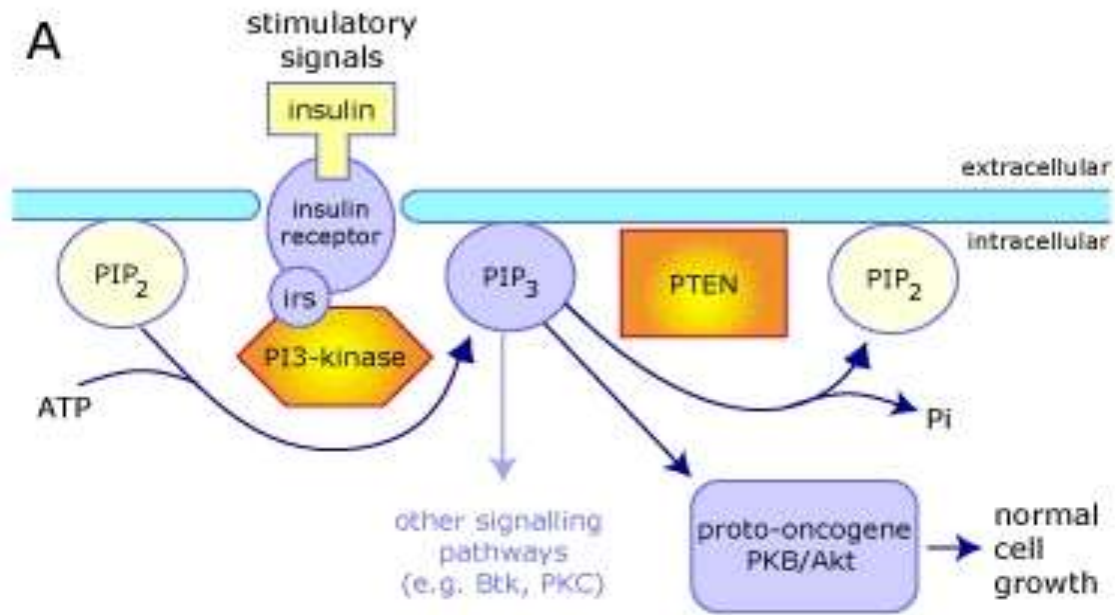 A
stimulatory
signals
insulin
extracellular
insulin
receptor
intracellular
PIP₂
irs
PIP₃
PTEN
PIP₂
PI3-kinase
ATP
Pi
other signalling
pathways
(e.g. Btk, PKC)
proto-oncogene
PKB/Akt
normal
cell
growth